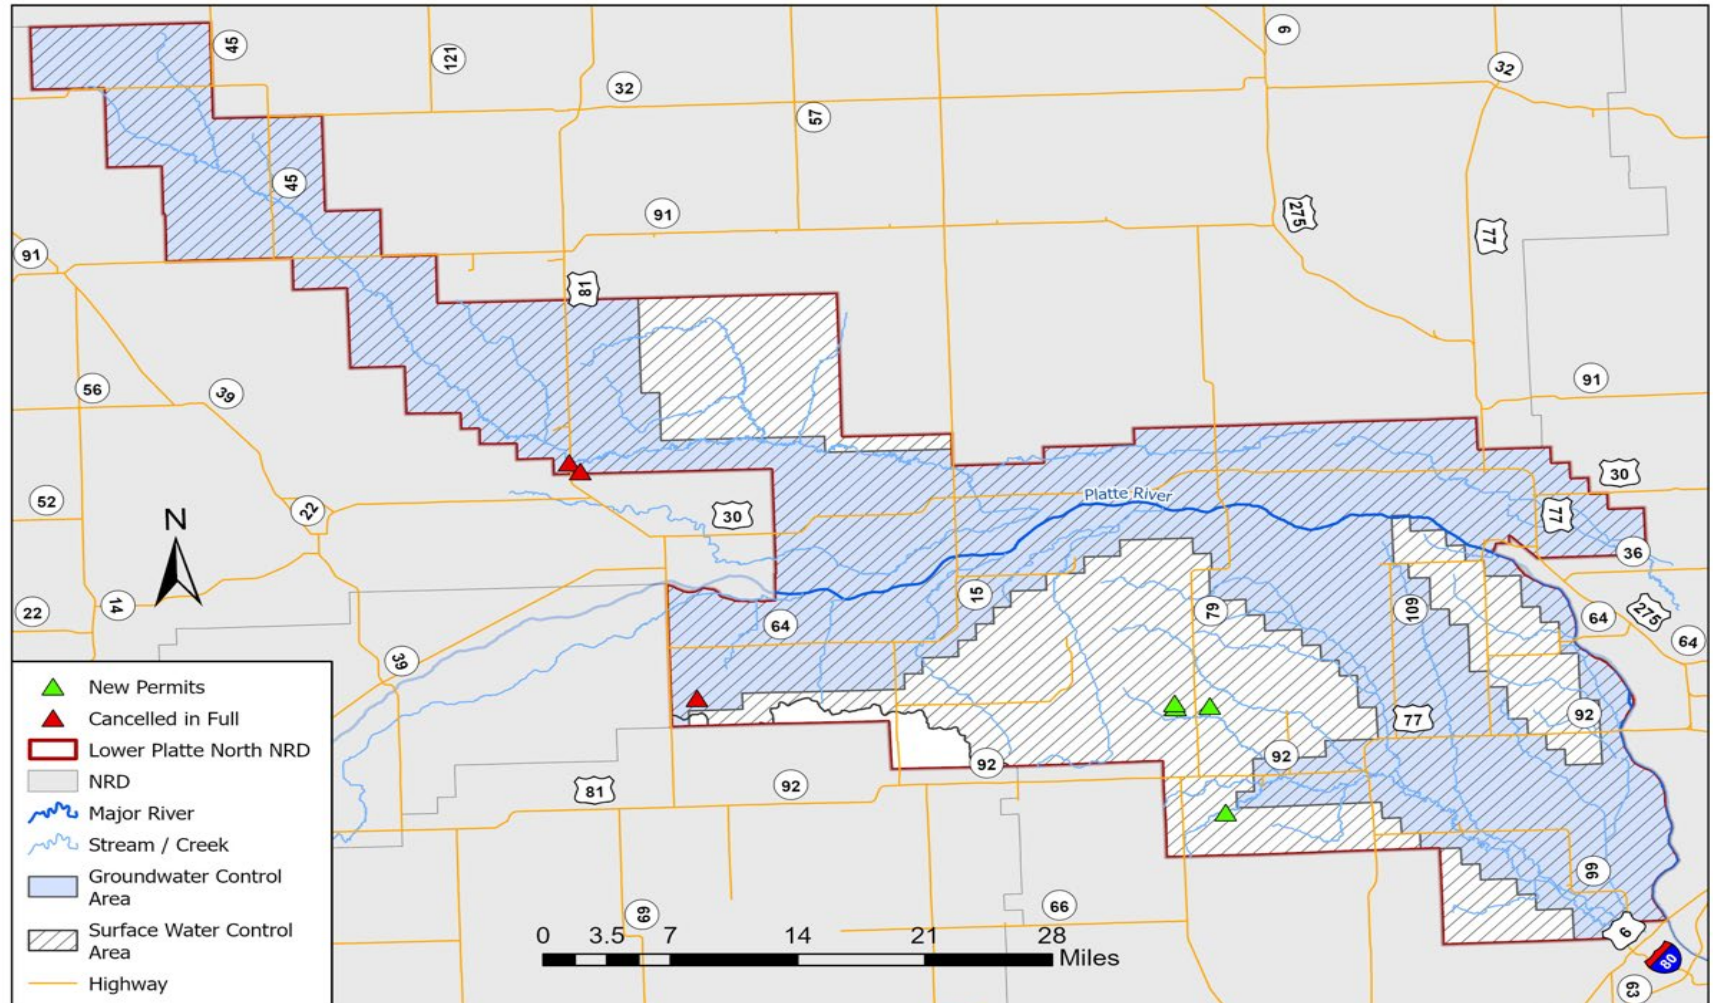 45
121
32
9
32
57
45
91
275
77
91
81
56
39
91
52
22
30
30
77
Platte River
36
22
14
15
64
79
109
275
64
64
39
77
92
92
92
81
92
66
69
66
6
80
63
N
New Permits
Cancelled in Full
Lower Platte North NRD
NRD
Major River
Stream / Creek
Groundwater Control
Area
Surface Water Control
Area
Highway
0 3.5 7 14 21 28
Miles